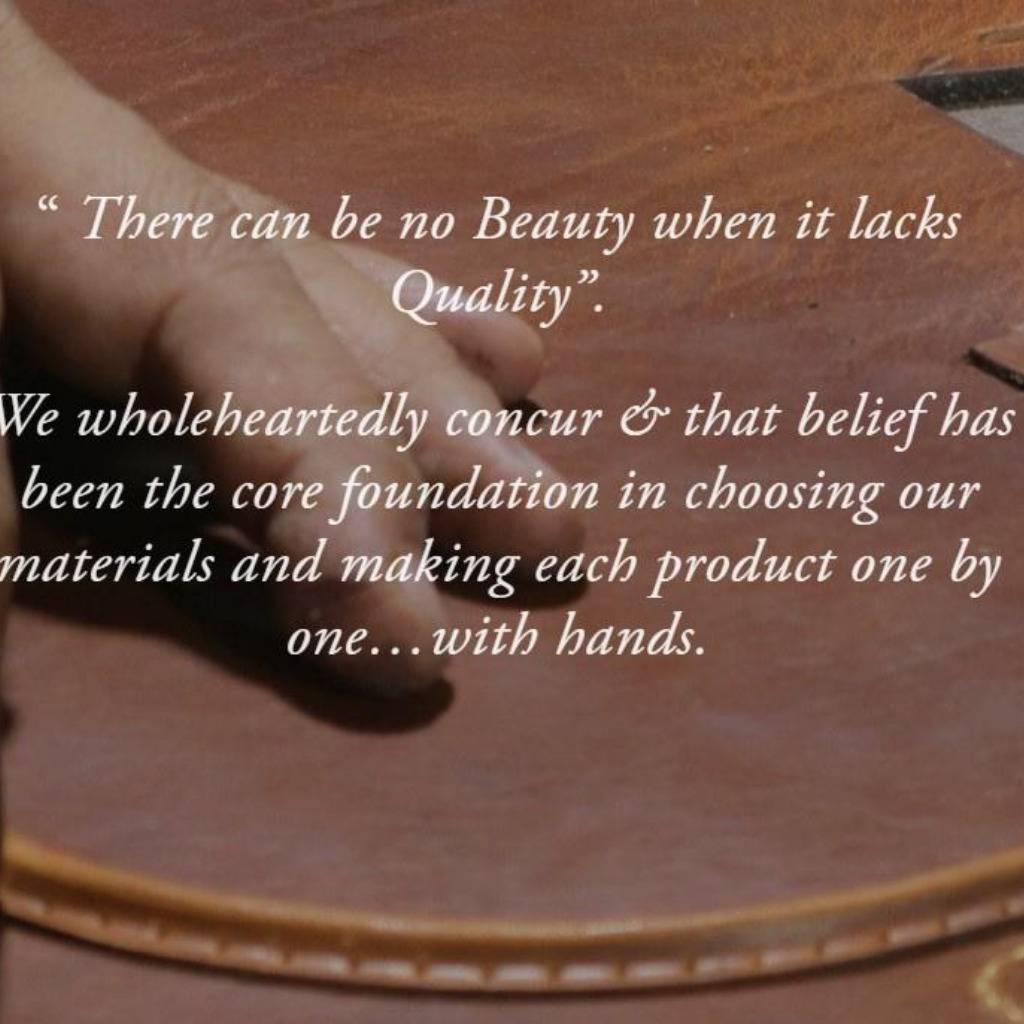 “ There can be no Beauty when it lacks
Quality”.
We wholeheartedly concur & that belief has
been the core foundation in choosing our
materials and making each product one by
one...with hands.